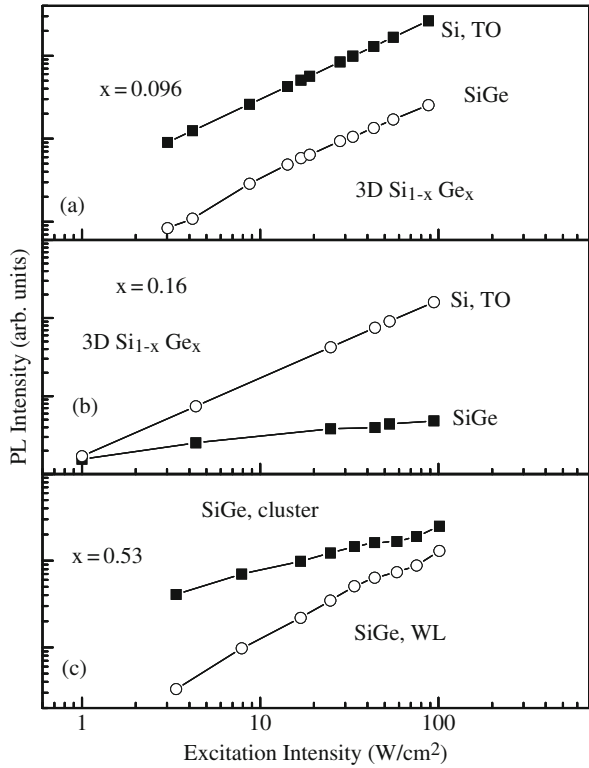 Si, TO
x = 0.096
SiGe
3D Si1-x Gex
(a)
x = 0.16
Si, TO
3D Si1-x Gex
(b)
SiGe
SiGe, cluster
x = 0.53
SiGe, WL
(c)
PL Intensity (arb. units)
1 10 100
Excitation Intensity (W/cm2)